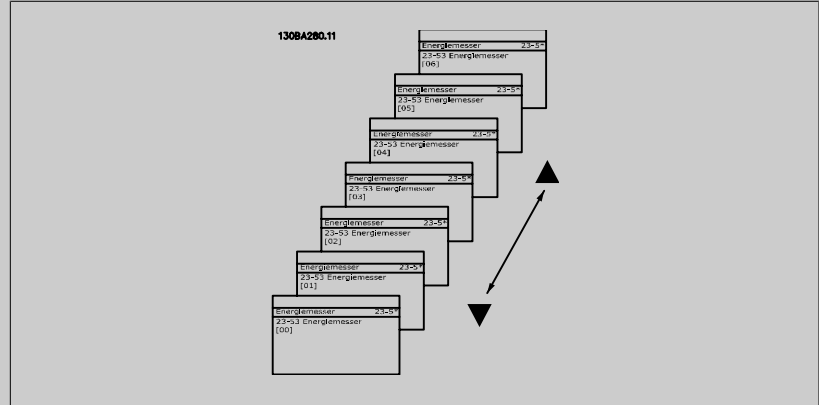 130BA280.11
Energiemesser 23-5*
23-53 Energiemesser
[06]
Energiemesser 23-5*
23-53 Energiemesser
[05]
Energiemesser 23-5*
23-53 Energiemesser
[04]
Energiemesser 23-5*
23-53 Energiemesser
[03]
Energiemesser 23-5*
23-53 Energiemesser
[02]
Energiemesser 23-5*
23-53 Energiemesser
[01]
Energiemesser 23-5*
23-53 Energiemesser
[00]